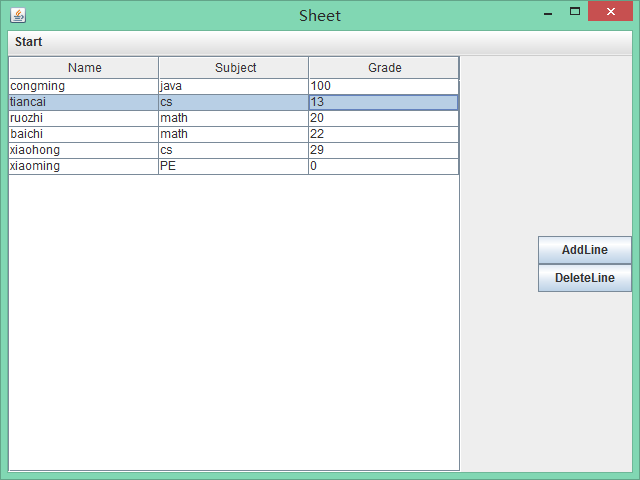 Sheet
Start
Name Subject Grade
congming java 100
tiancai cs 13
ruozhi math 20
baichi math 22
xiaohong cs 29
xiaoming PE 0
AddLine
DeleteLine